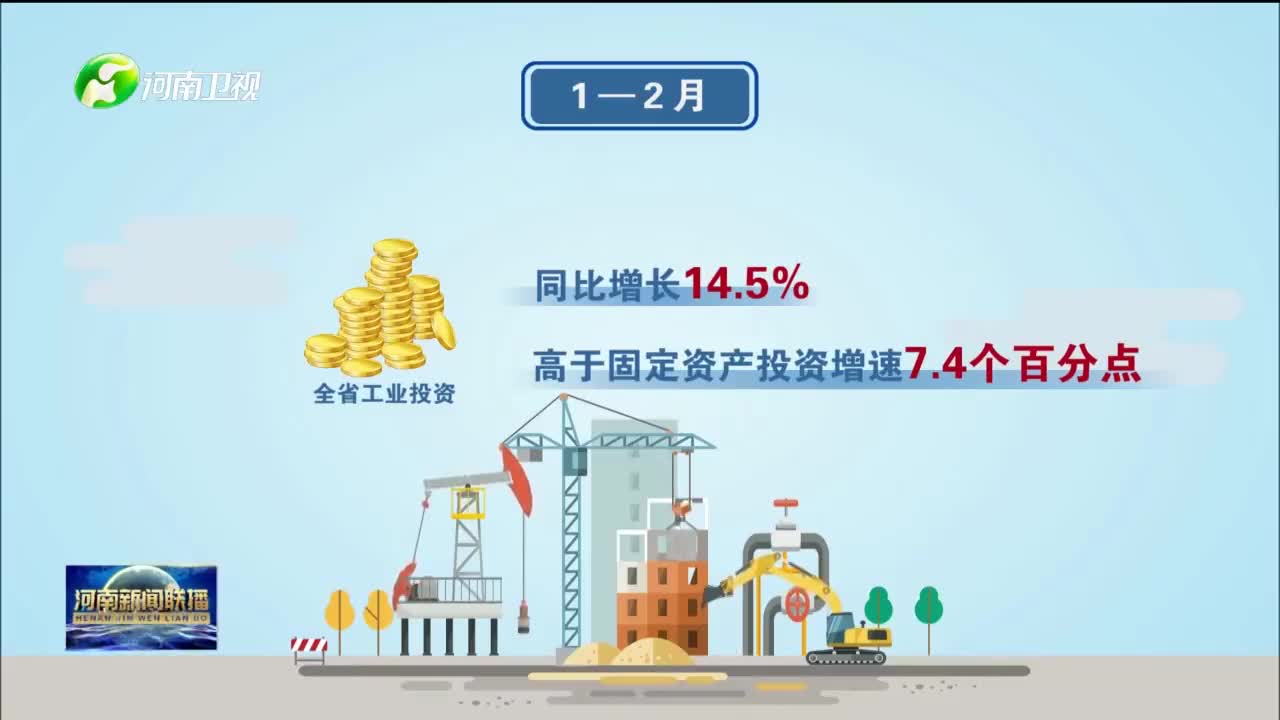 河南卫视
1—2月
同比增长14.5%
高于固定资产投资增速7.4个百分点
全省工业投资
河南新闻联播
HENAN XIN WEN LIAN BO